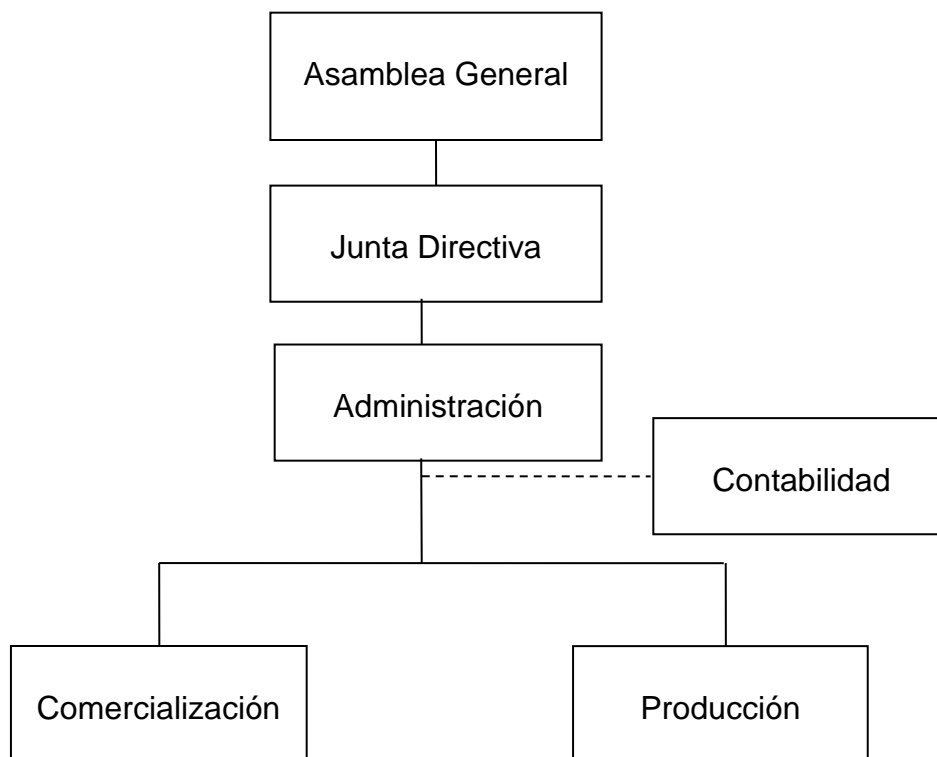 Asamblea General
Junta Directiva
Administración
Contabilidad
Comercialización
Producción